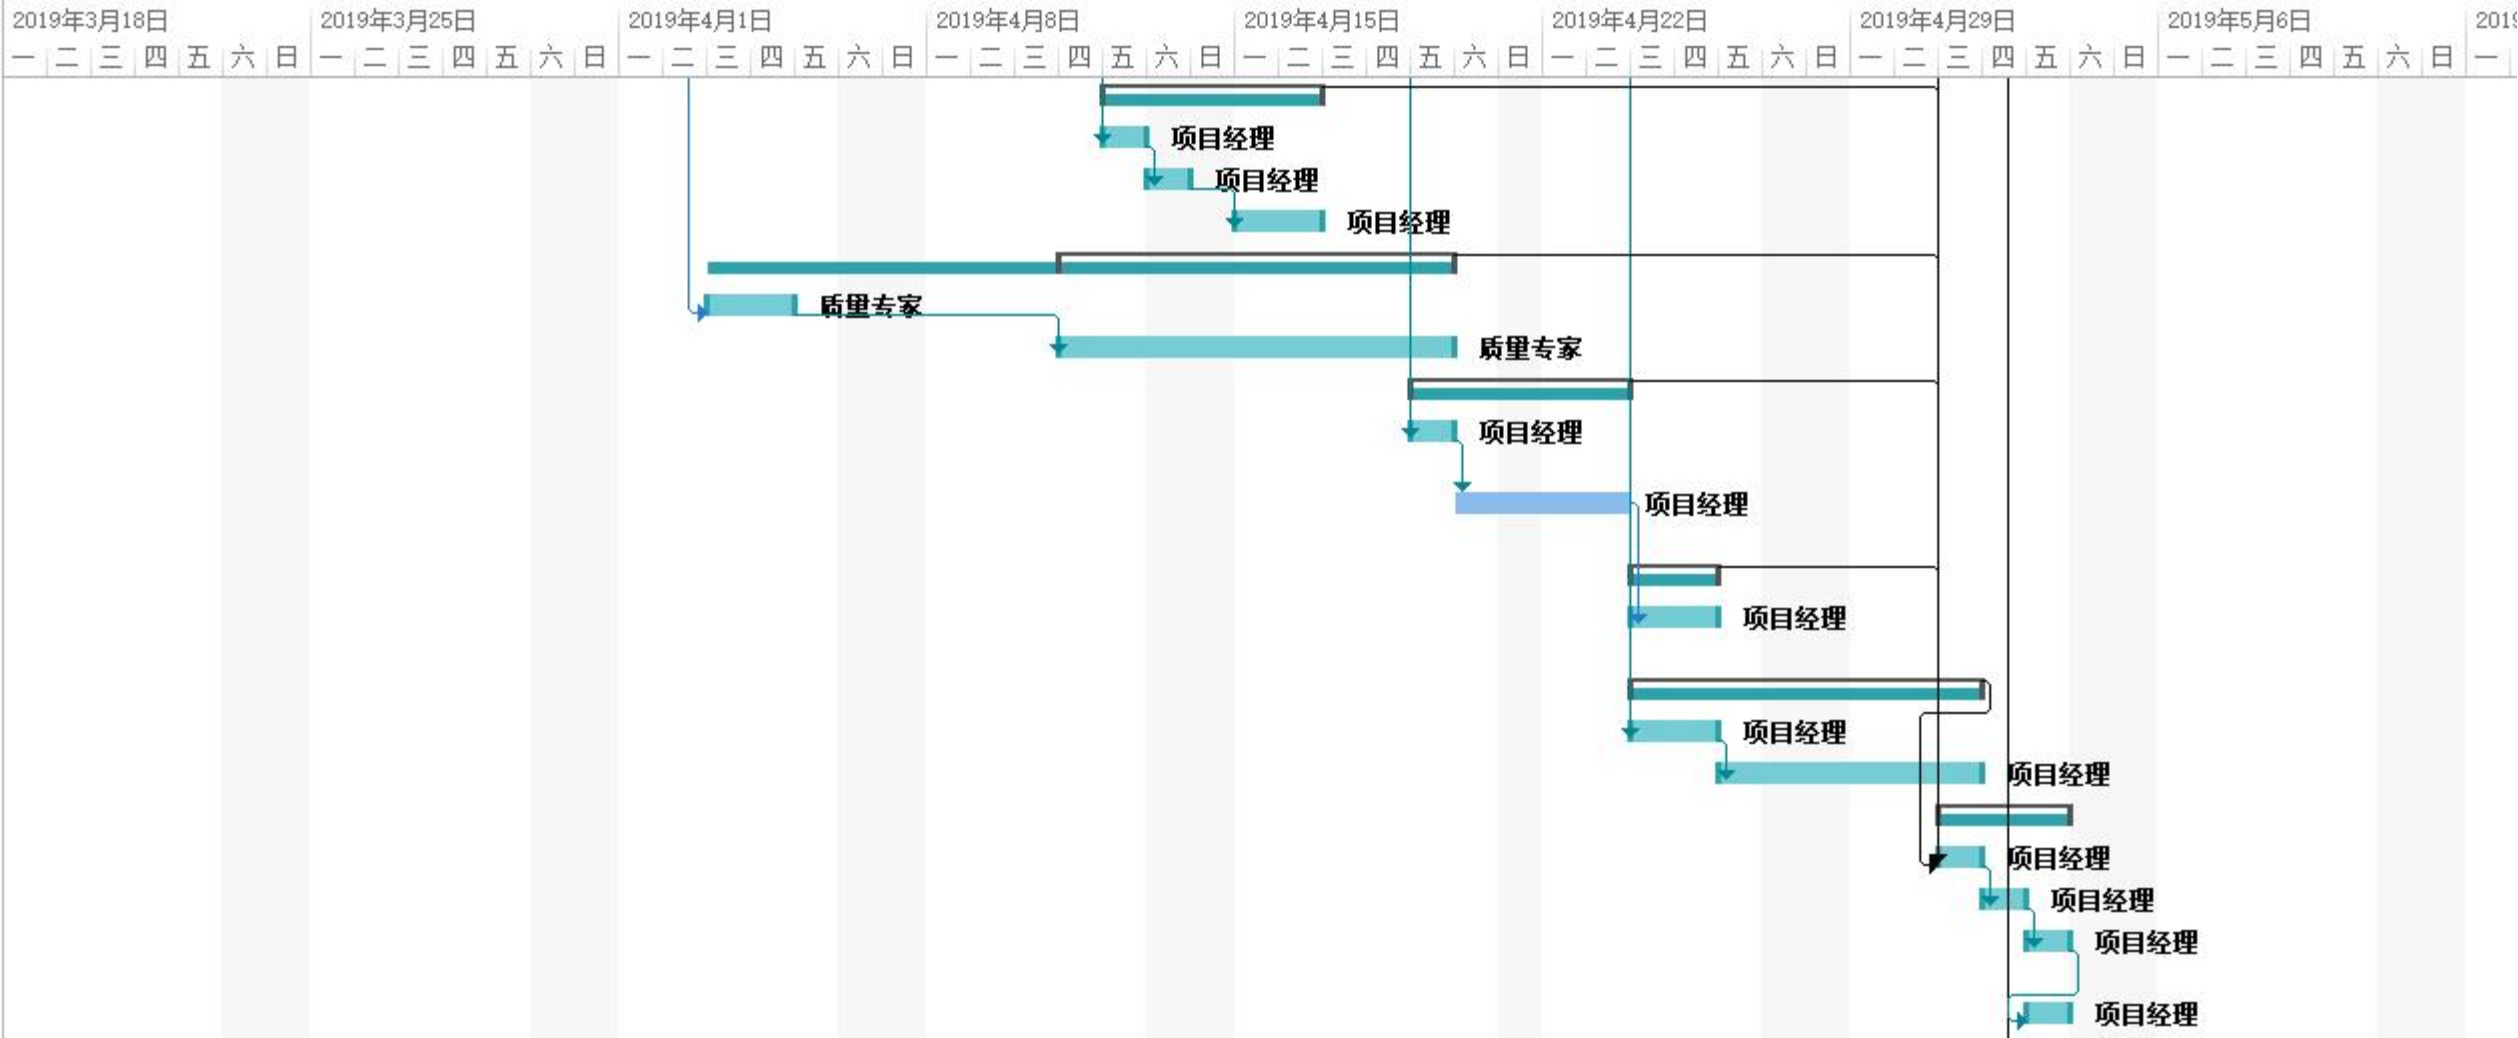 2019年3月18日 2019年3月25日 2019年4月1日 2019年4月8日 2019年4月15日 2019年4月22日 2019年4月29日 2019年5月6日 2019
一 二 三 四 五 六 日 一 二 三 四 五 六 日 一 二 三 四 五 六 日 一 二 三 四 五 六 日 一 二 三 四 五 六 日 一 二 三 四 五 六 日 一 二 三 四 五 六 日 一 二 三 四 五 六 日 一
项目经理
项目经理
项目经理
质量专家
质量专家
项目经理
项目经理
项目经理
项目经理
项目经理
项目经理
项目经理
项目经理
项目经理